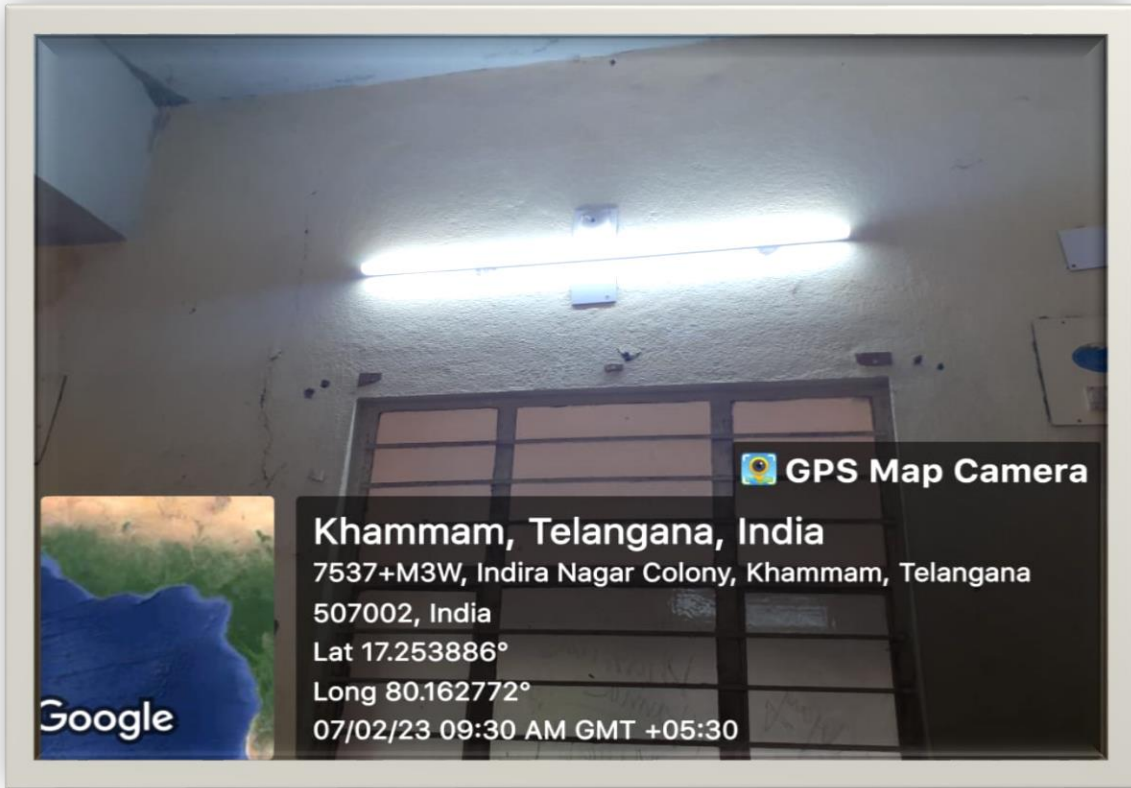 GPS Map Camera
Khammam, Telangana, India
7537+M3W, Indira Nagar Colony, Khammam, Telangana
507002, India
Lat 17.253886°
Long 80.162772°
07/02/23 09:30 AM GMT +05:30
Google